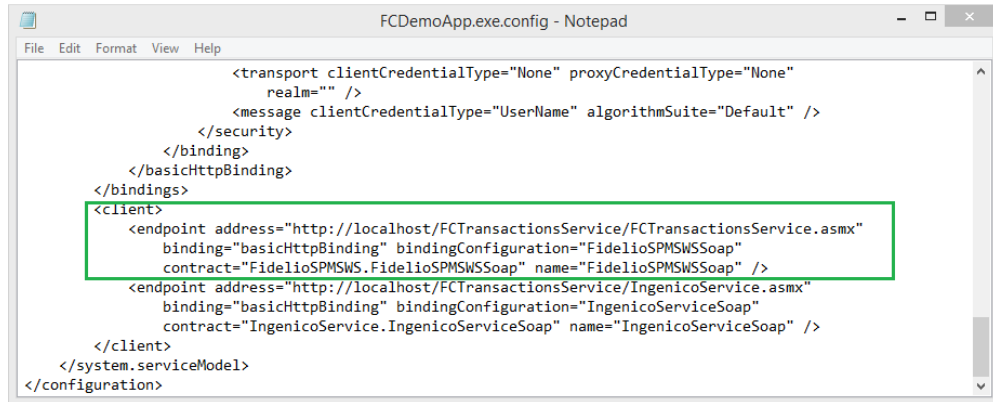 FCDemoApp.exe.config - Notepad
File Edit Format View Help
<transport clientCredentialType="None" proxyCredentialType="None"
realm="" />
<message clientCredentialType="UserName" algorithmSuite="Default" />
</security>
</binding>
</basicHttpBinding>
</bindings>
<client>
<endpoint address="http://localhost/FCTransactionsService/FCTransactionsService.asmx"
binding="basicHttpBinding" bindingConfiguration="FidelioSPMSWSSoap"
contract="FidelioSPMSWS.FidelioSPMSWSSoap" name="FidelioSPMSWSSoap" />
<endpoint address="http://localhost/FCTransactionsService/IngenicoService.asmx"
binding="basicHttpBinding" bindingConfiguration="IngenicoServiceSoap"
contract="IngenicoService.IngenicoServiceSoap" name="IngenicoServiceSoap" />
</client>
</system.serviceModel>
</configuration>